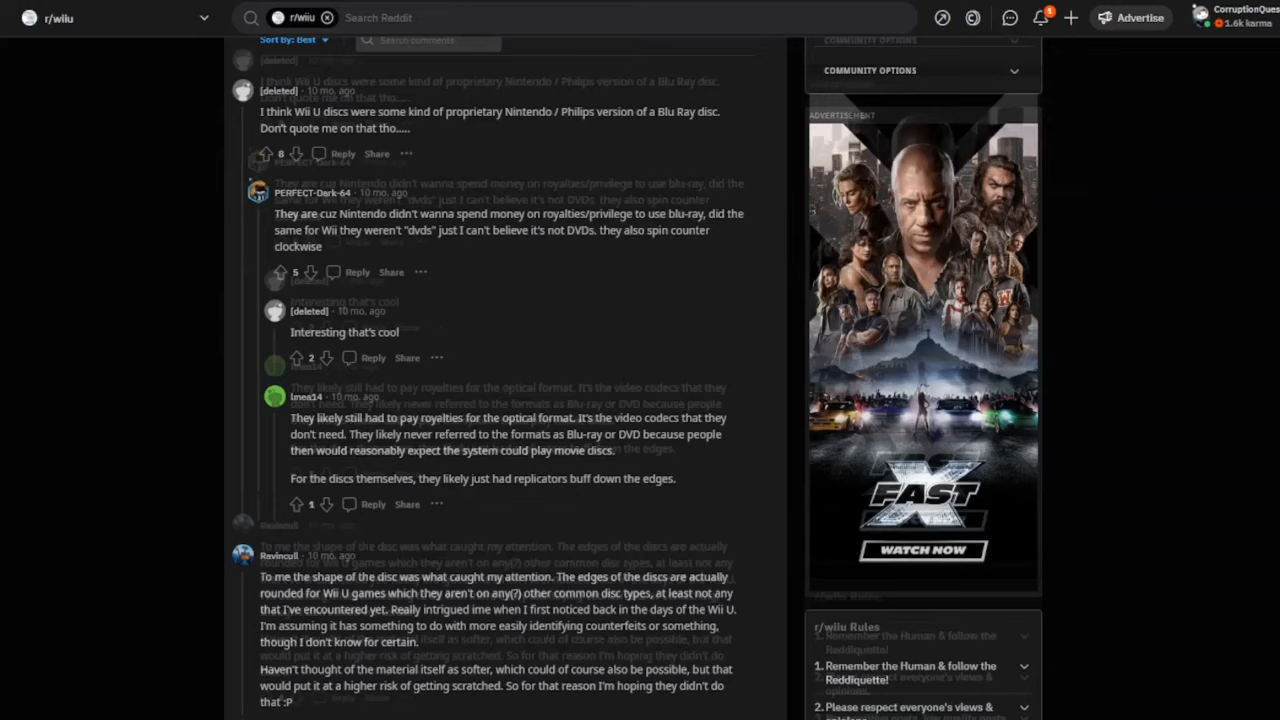 r/wiiu
r/wiiu
Search Reddit
1
Advertise
CorruptionQues
1.6k karma
Sort By: Best
Search comments
[deleted] · 10 mo. ago
I think Wii U discs were some kind of proprietary Nintendo / Philips version of a Blu Ray disc.
Don't quote me on that tho.....
8 Reply Share ···
PERFECT-Dark-64 · 10 mo. ago
They are cuz Nintendo didn't wanna spend money on royalties/privilege to use blu-ray, did the
same for Wii they weren't "dvds" just I can't believe it's not DVDs. they also spin counter
clockwise
5 Reply Share ···
[deleted] · 10 mo. ago
Interesting that's cool
2 Reply Share ···
lmea14 · 10 mo. ago
They likely still had to pay royalties for the optical format. It's the video codecs that they
don't need. They likely never referred to the formats as Blu-ray or DVD because people
then would reasonably expect the system could play movie discs.
For the discs themselves, they likely just had replicators buff down the edges.
1 Reply Share ···
Ravincull · 10 mo. ago
To me the shape of the disc was what caught my attention. The edges of the discs are actually
rounded for Wii U games which they aren't on any(?) other common disc types, at least not any
that I've encountered yet. Really intrigued me when I first noticed back in the days of the Wii U.
I'm assuming it has something to do with more easily identifying counterfeits or something,
though I don't know for certain.
Haven't thought of the material itself as softer, which could of course also be possible, but that
would put it at a higher risk of getting scratched. So for that reason I'm hoping they didn't do
that :P
COMMUNITY OPTIONS
COMMUNITY OPTIONS
ADVERTISEMENT
FAST X
WATCH NOW
r/wiiu Rules
1. Remember the Human & follow the
Reddiquette!
2. Please respect everyone's views &